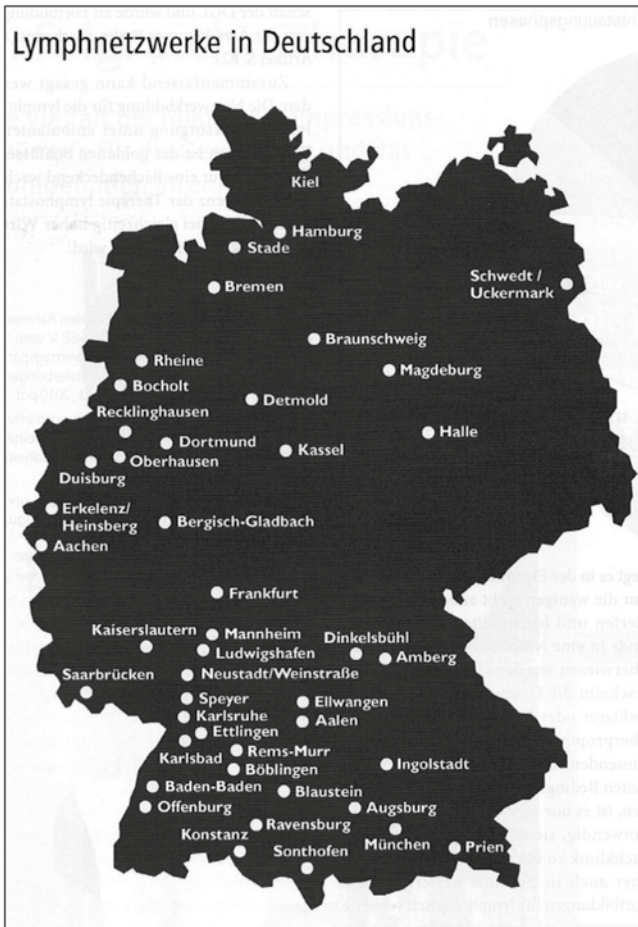 Lymphnetzwerke in Deutschland
Kiel
Hamburg
Stade
Bremen
Schwedt /
Uckermark
Braunschweig
Rheine
Magdeburg
Bocholt
Detmold
Recklinghausen
Halle
Dortmund
Kassel
Oberhausen
Duisburg
Erkelenz/
Heinsberg
Bergisch-Gladbach
Aachen
Frankfurt
Kaiserslautern
Mannheim
Dinkelsbühl
Ludwigshafen
Amberg
Saarbrücken
Neustadt/Weinstraße
Speyer
Ellwangen
Karlsruhe
Aalen
Ettlingen
Karlsbad
Rems-Murr
Böblingen
Ingolstadt
Baden-Baden
Blaustein
Offenburg
Augsburg
Ravensburg
Konstanz
München
Prien
Sonthofen